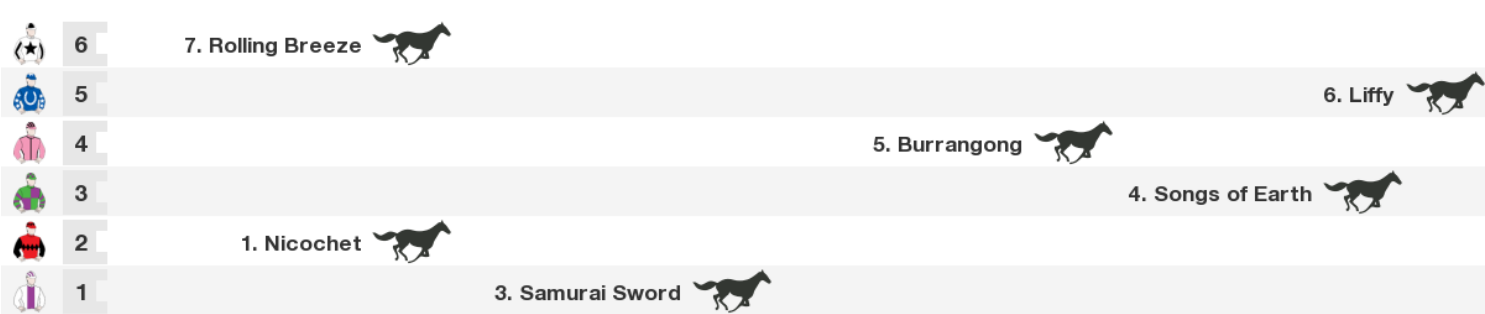 6 7. Rolling Breeze
5 6. Liffy
4 5. Burrangong
3 4. Songs of Earth
2 1. Nicochet
1 3. Samurai Sword